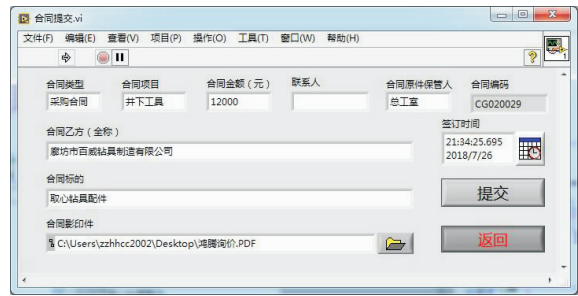 合同提交.vi
文件(F) 编辑(E) 查看(V) 项目(P) 操作(O) 工具(T) 窗口(W) 帮助(H)
合同类型 合同项目 合同金额（元） 联系人 合同原件保管人 合同编码
采购合同 井下工具 12000 总工室 CG020029
合同乙方（全称） 签订时间
廊坊市百威钻具制造有限公司 21:34:25.695
2018/7/26
合同标的
取心钻具配件 提交
合同影印件
C:\Users\zzhhcc2002\Desktop\鸿腾询价.PDF 返回